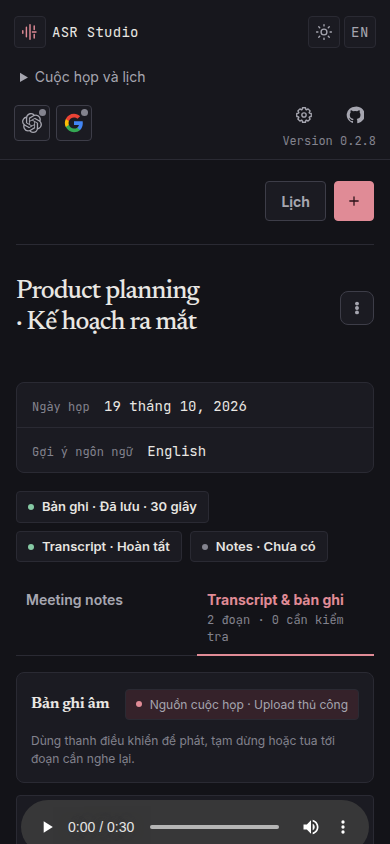 ASR Studio
EN
Cuộc họp và lịch
Version 0.2.8
Lịch
+
Product planning
· Kế hoạch ra mắt
Ngày họp 19 tháng 10, 2026
Gợi ý ngôn ngữ English
Bản ghi · Đã lưu · 30 giây
Transcript · Hoàn tất
Notes · Chưa có
Meeting notes
Transcript & bản ghi
2 đoạn · 0 cần kiểm
tra
Bản ghi âm
Nguồn cuộc họp · Upload thủ công
Dùng thanh điều khiển để phát, tạm dừng hoặc tua tới
đoạn cần nghe lại.
0:00 / 0:30